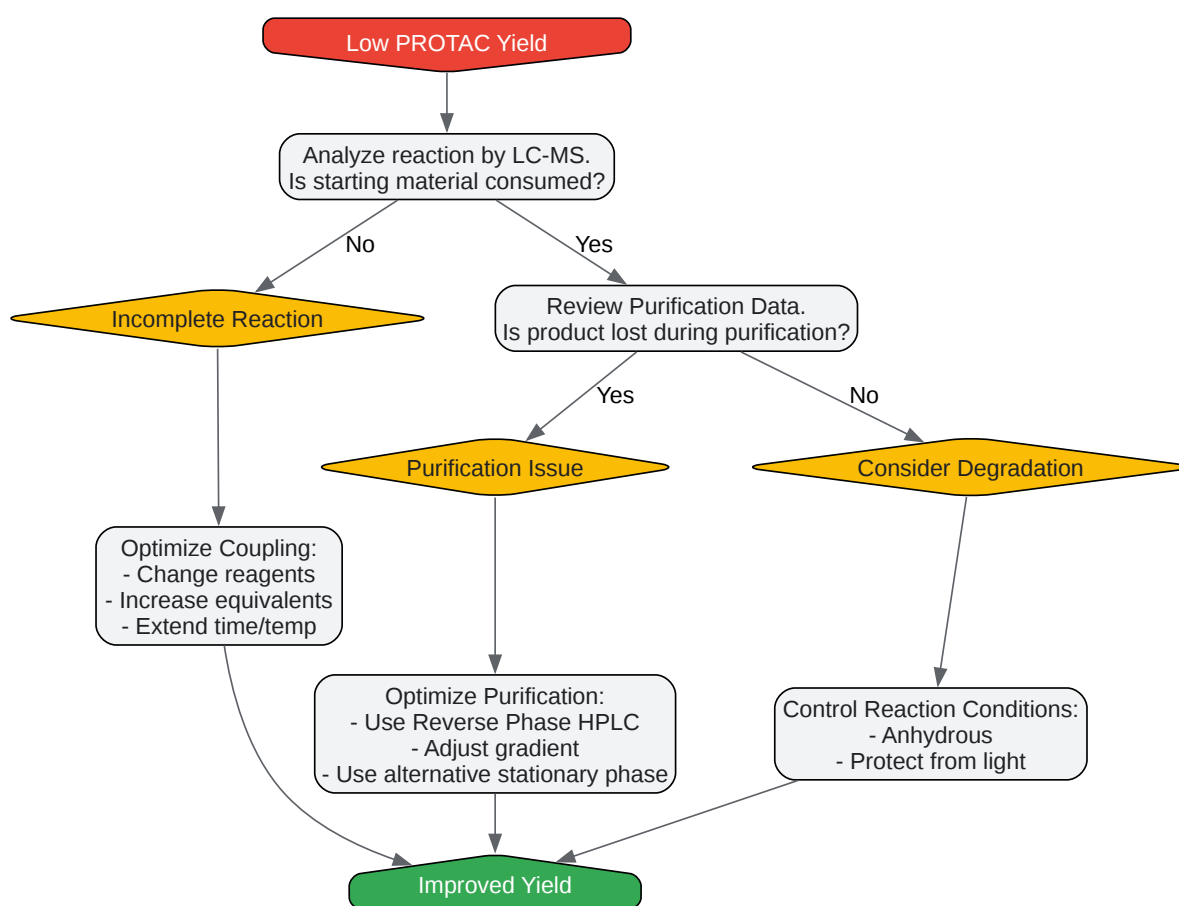 Low PROTAC Yield
Analyze reaction by LC-MS.
Is starting material consumed?
No
Yes
Incomplete Reaction
Review Purification Data.
Is product lost during purification?
Yes
No
Purification Issue
Consider Degradation
Optimize Coupling:
- Change reagents
- Increase equivalents
- Extend time/temp
Optimize Purification:
- Use Reverse Phase HPLC
- Adjust gradient
- Use alternative stationary phase
Control Reaction Conditions:
- Anhydrous
- Protect from light
Improved Yield